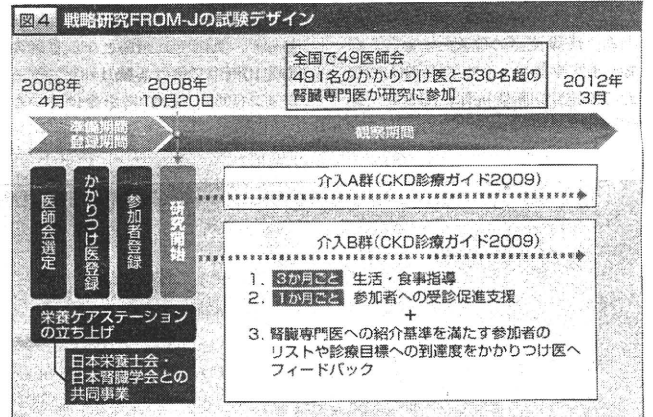 図4 戦略研究FROM-Jの試験デザイン
全国で49医師会
491名のかかりつけ医と530名超の
腎臓専門医が研究に参加
2008年
4月
2008年
10月20日
2012年
3月
準備期間
登録期間
観察期間
医師会選定
かかりつけ医登録
参加者登録
研究開始
介入A群(CKD診療ガイド2009)
介入B群(CKD診療ガイド2009)
1. 3か月ごと 生活・食事指導
2. 1か月ごと 参加者への受診促進支援
+
3. 腎臓専門医への紹介基準を満たす参加者の
リストや診療目標への到達度をかかりつけ医へ
フィードバック
栄養ケアステーション
の立ち上げ
日本栄養士会・
日本腎臓学会との
共同事業